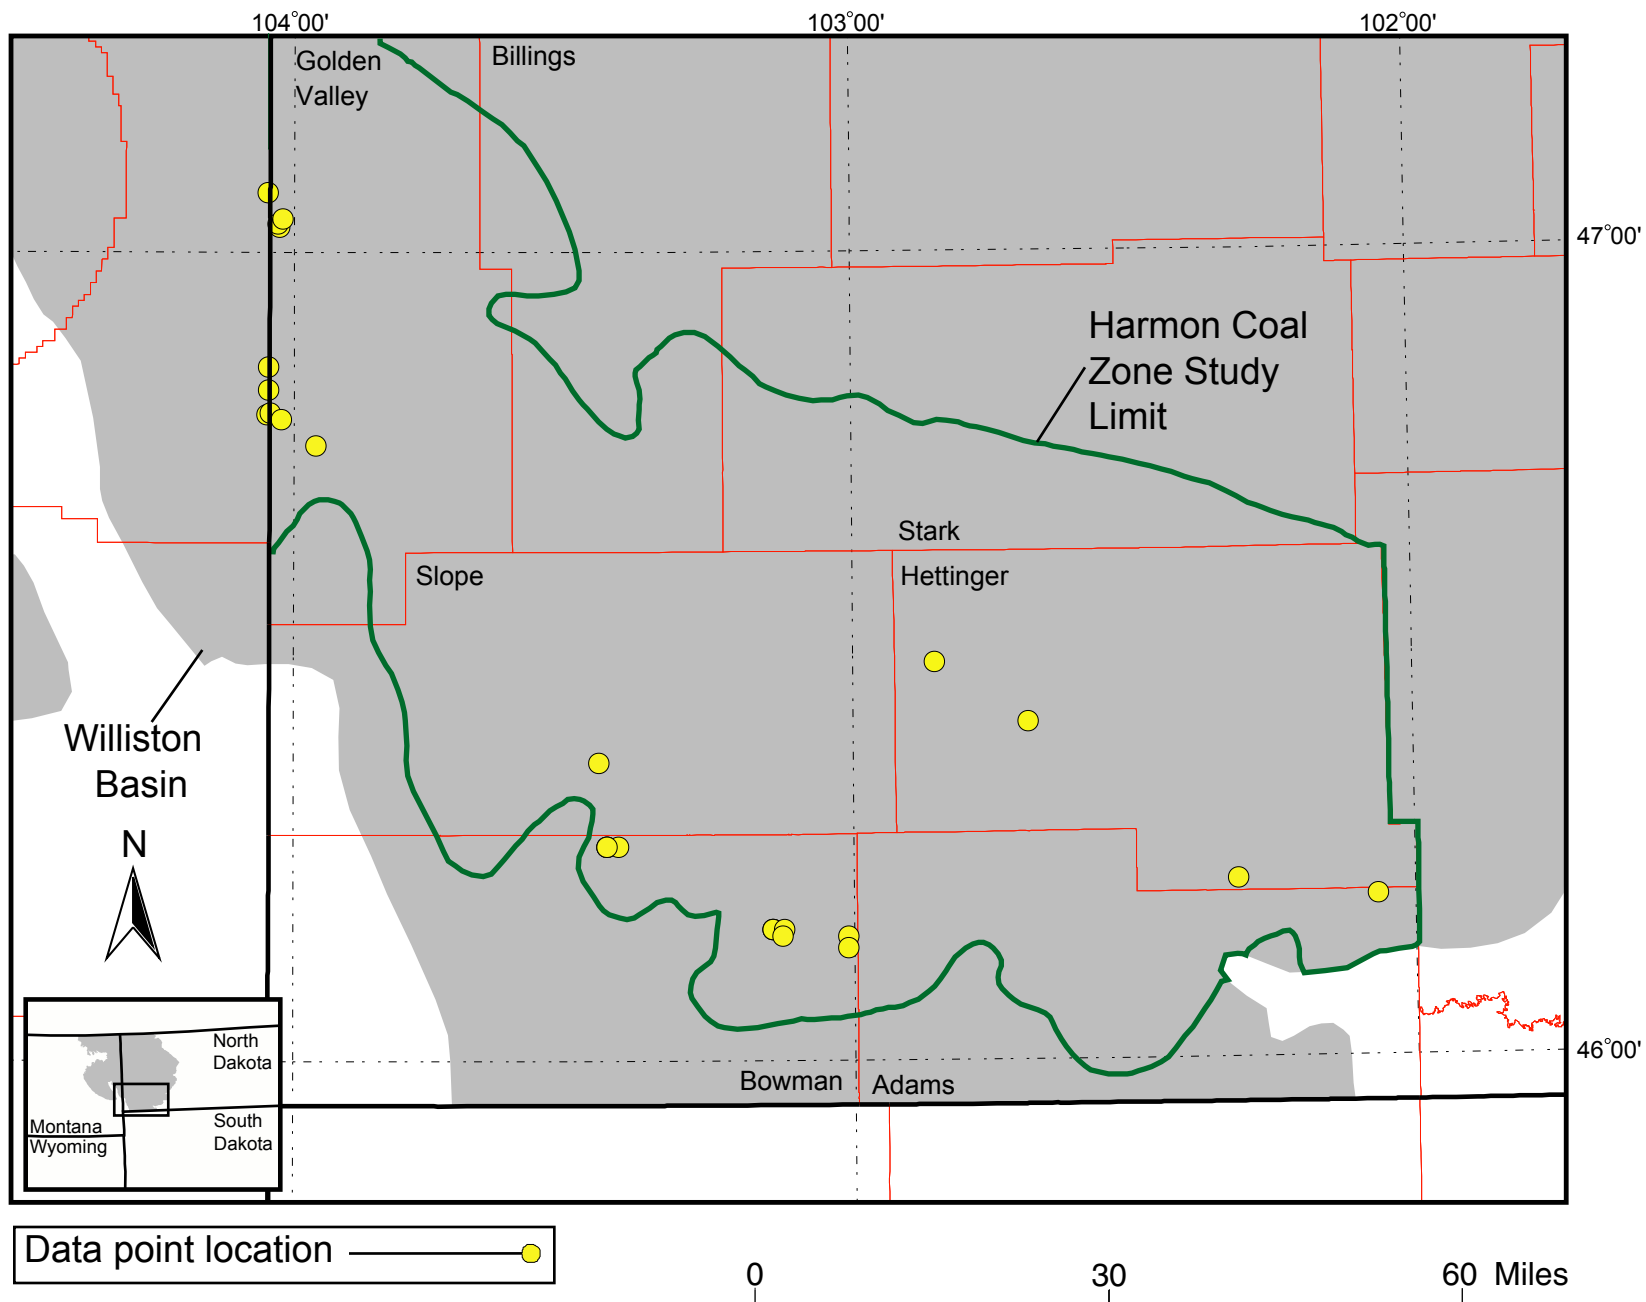 104°00'
103°00'
102°00'
Golden
Valley
Billings
47°00'
Harmon Coal
Zone Study
Limit
Stark
Slope
Hettinger
Williston
Basin
N
46°00'
Bowman
Adams
North
Dakota
South
Dakota
Montana
Wyoming
Data point location
0
30
60 Miles